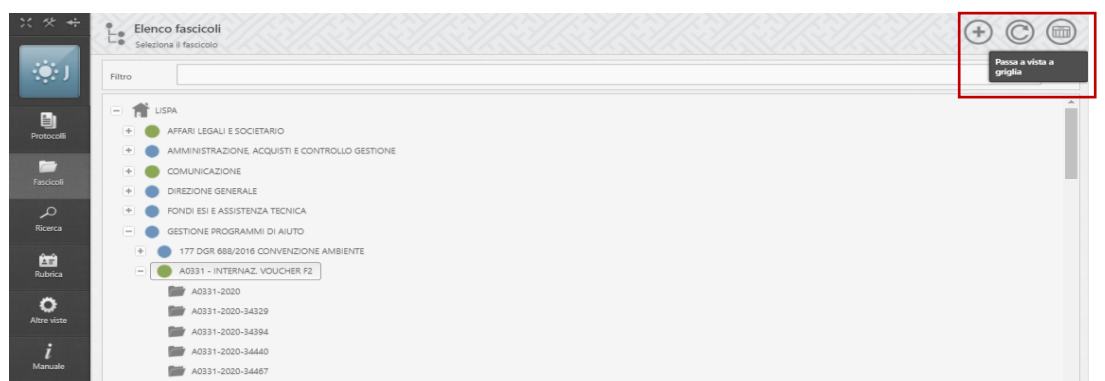 Elenco fascicoli
Seleziona il fascicolo
J
Passa a vista a
griglia
Filtro
LISPA
AFFARI LEGALI E SOCIETARIO
AMMINISTRAZIONE, ACQUISTI E CONTROLLO GESTIONE
COMUNICAZIONE
DIREZIONE GENERALE
FONDI ESI E ASSISTENZA TECNICA
GESTIONE PROGRAMMI DI AIUTO
177 DGR 688/2016 CONVENZIONE AMBIENTE
A0331 - INTERNAZ. VOUCHER F2
A0331-2020
A0331-2020-34329
A0331-2020-34394
A0331-2020-34440
A0331-2020-34467
Protocolli
Fascicoli
Ricerca
Rubrica
Altre viste
i
Manuale